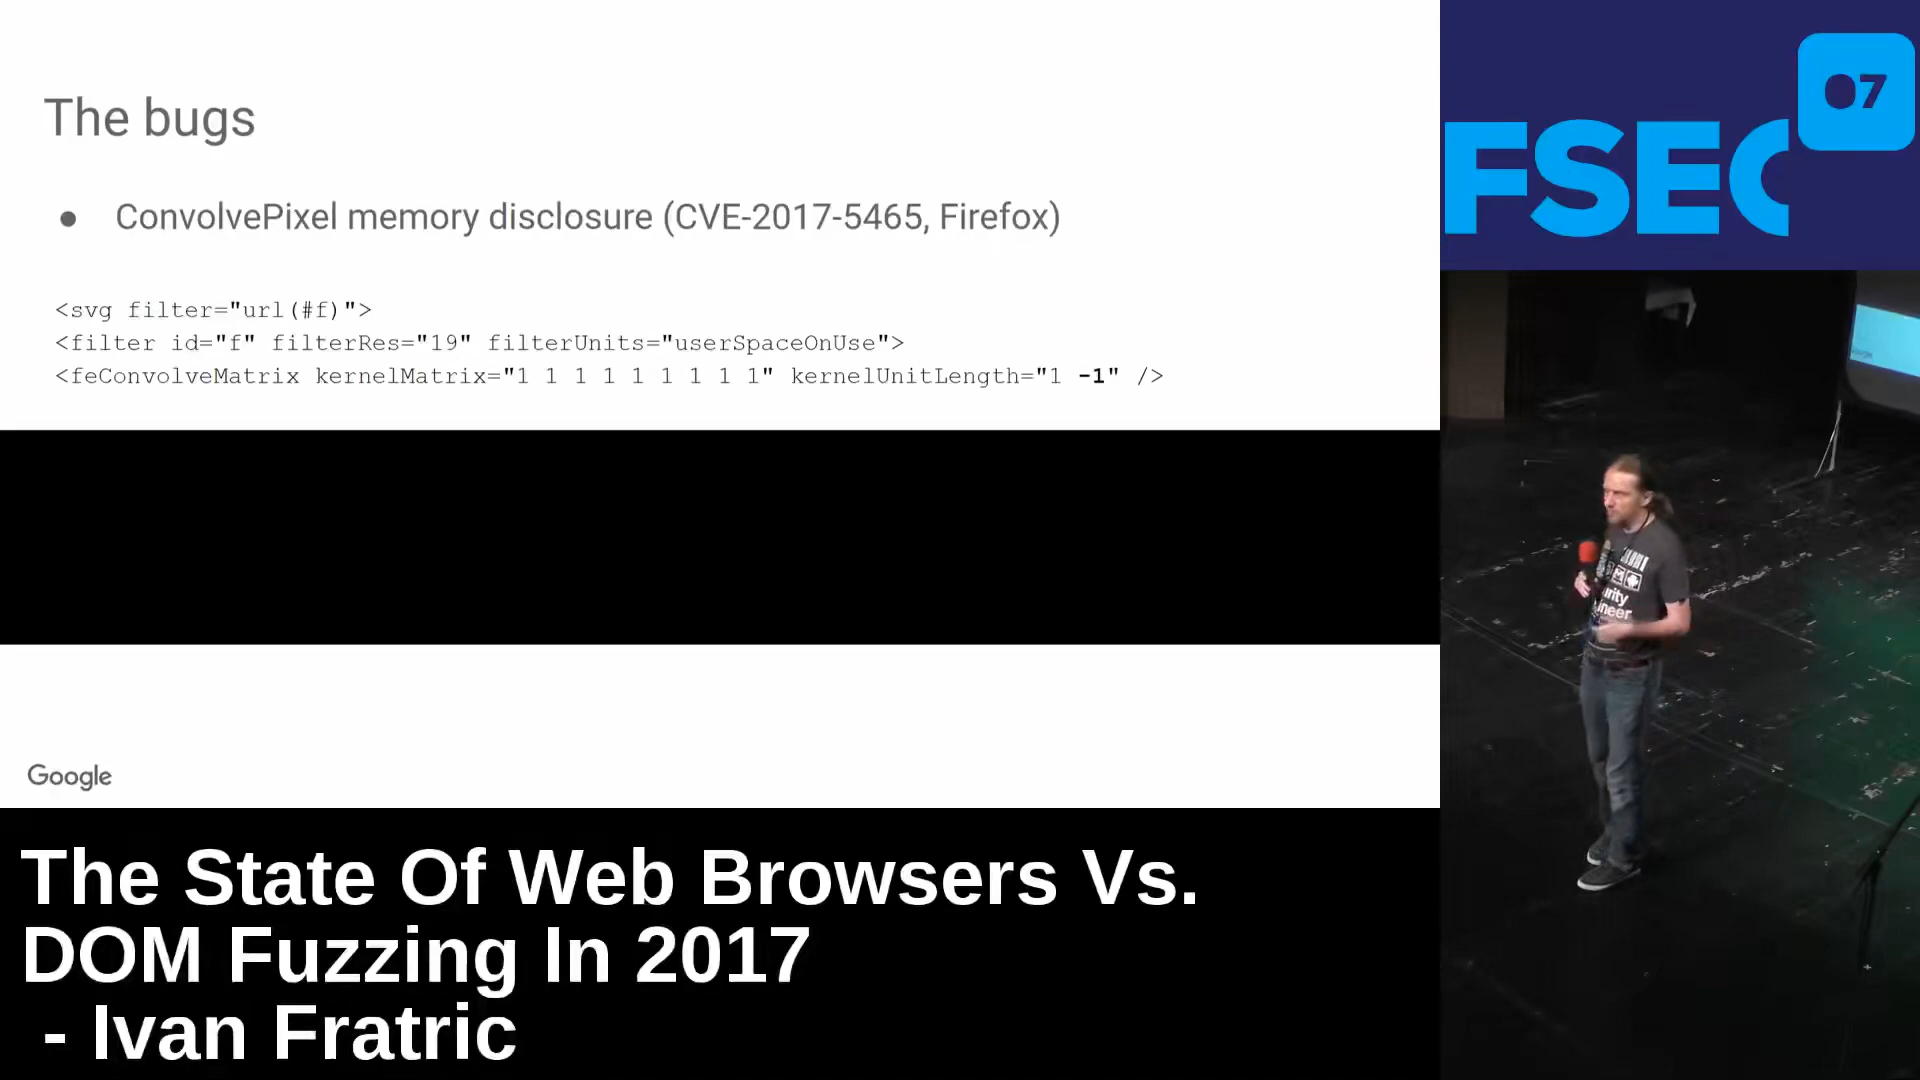 The bugs
● ConvolvePixel memory disclosure (CVE-2017-5465, Firefox)
<svg filter="url(#f)">
<filter id="f" filterRes="19" filterUnits="userSpaceOnUse">
<feConvolveMatrix kernelMatrix="1 1 1 1 1 1 1 1 1" kernelUnitLength="1 -1" />
Google
The State Of Web Browsers Vs.
DOM Fuzzing In 2017
- Ivan Fratric
FSEC 07